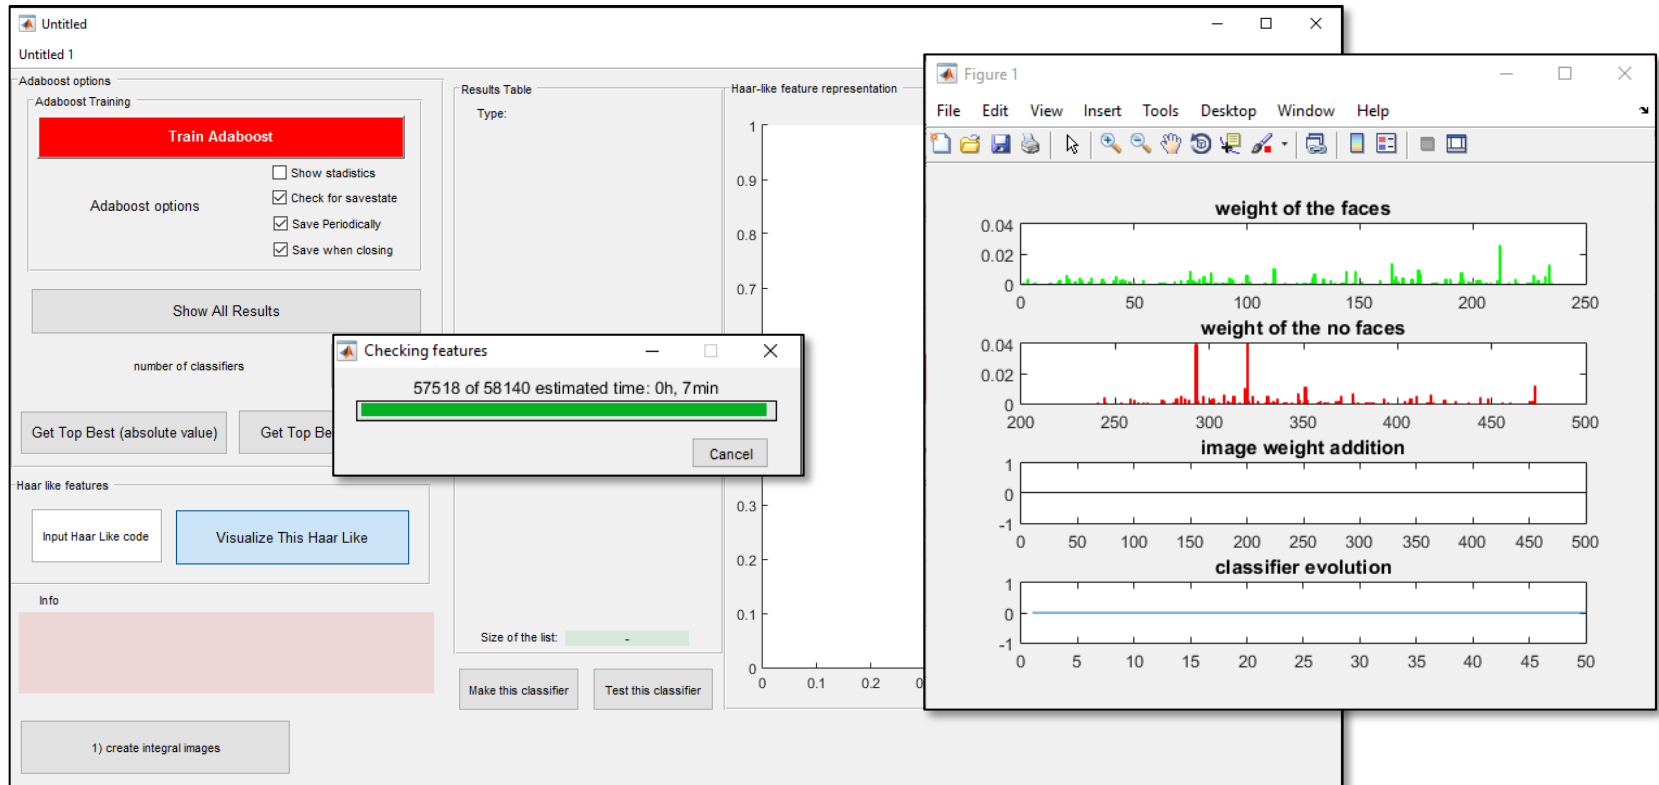 Untitled
Untitled 1
Adaboost options
Adaboost Training
Train Adaboost
Show stadistics
Adaboost options
Check for savestate
Save Periodically
Save when closing
Show All Results
number of classifiers
Get Top Best (absolute value)
Get Top Be
Haar like features
Input Haar Like code
Visualize This Haar Like
Info
1) create integral images
Results Table
Type:
Size of the list:
-
Make this classifier
Test this classifier
Haar-like feature representation
1
0.9
0.8
0.7
0.3
0.2
0.1
0
0 0.1 0.2 0
Checking features
57518 of 58140 estimated time: 0h, 7min
Cancel
Figure 1
File Edit View Insert Tools Desktop Window Help
weight of the faces
0.04
0.02
0
0 50 100 150 200 250
weight of the no faces
0.04
0.02
0
200 250 300 350 400 450 500
image weight addition
1
0
-1
0 50 100 150 200 250 300 350 400 450 500
classifier evolution
1
0
-1
0 5 10 15 20 25 30 35 40 45 50